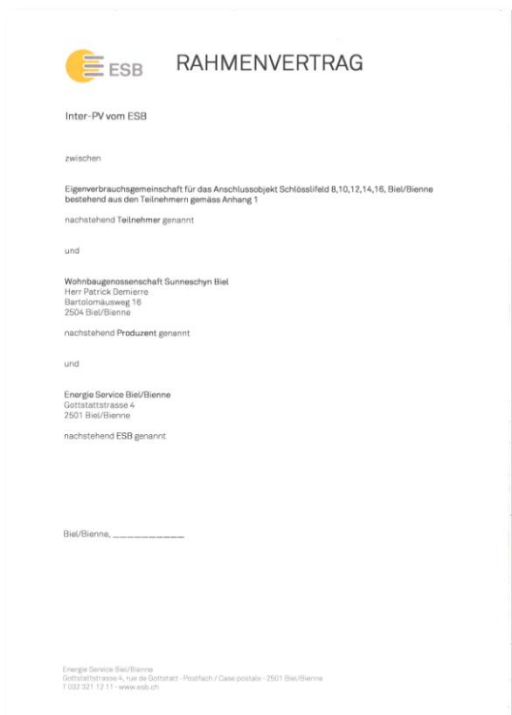 ESB
RAHMENVERTRAG
Inter-PV vom ESB
zwischen
Eigenverbrauchsgemeinschaft für das Anschlussobjekt Schlösslifeld 8,10,12,14,16, Biel/Bienne
bestehend aus den Teilnehmern gemäss Anhang 1
nachstehend Teilnehmer genannt
und
Wohnbaugenossenschaft Sunneschyn Biel
Herr Patrick Demierre
Bartolomäusweg 16
2504 Biel/Bienne
nachstehend Produzent genannt
und
Energie Service Biel/Bienne
Gottstattstrasse 4
2501 Biel/Bienne
nachstehend ESB genannt
Biel/Bienne, __________
Energie Service Biel/Bienne
Gottstattstrasse 4, rue de Gottstatt - Postfach / Case postale - 2501 Biel/Bienne
T 032 321 12 11 - www.esb.ch